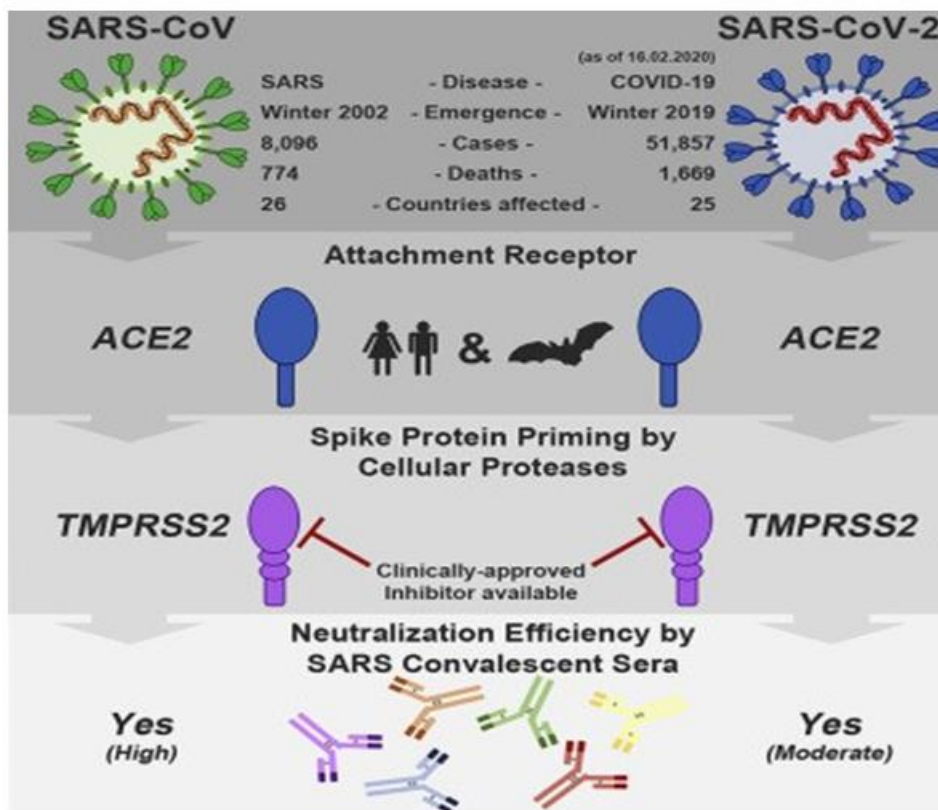 SARS-CoV
SARS-CoV-2
(as of 16.02.2020)
SARS - Disease - COVID-19
Winter 2002 - Emergence - Winter 2019
8,096 - Cases - 51,857
774 - Deaths - 1,669
26 - Countries affected - 25
Attachment Receptor
ACE2 & ACE2
Spike Protein Priming by
Cellular Proteases
TMPRSS2 TMPRSS2
Clinically-approved
Inhibitor available
Neutralization Efficiency by
SARS Convalescent Sera
Yes Yes
(High) (Moderate)